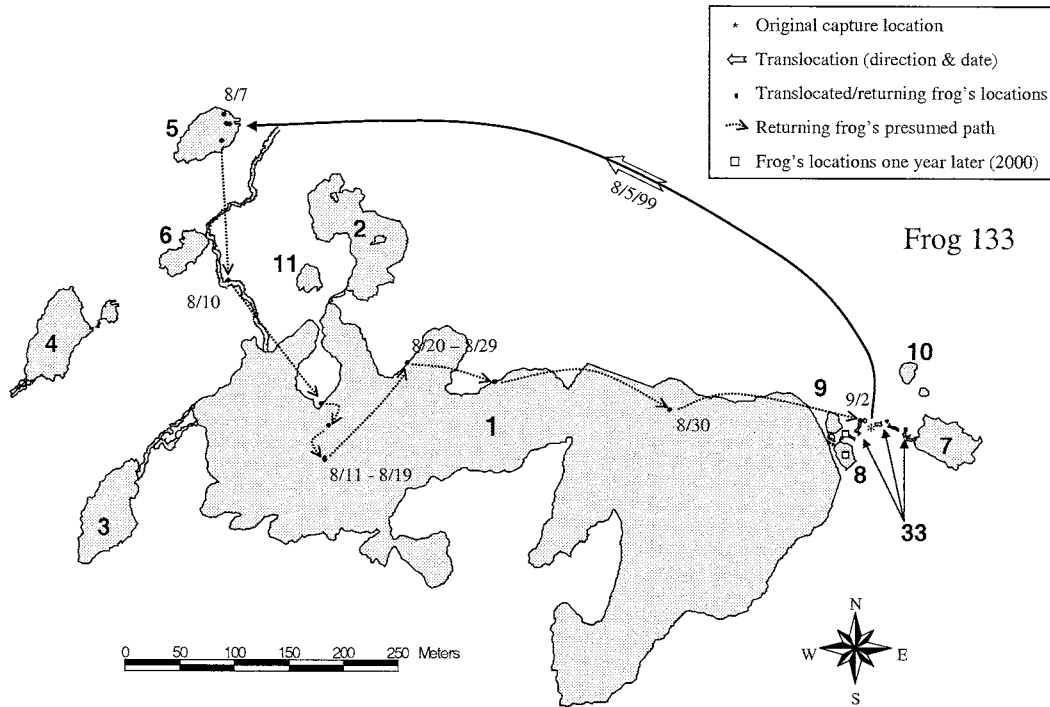 Original capture location
Translocation (direction & date)
Translocated/returning frog's locations
Returning frog's presumed path
Frog's locations one year later (2000)
8/7
5
8/5/99
2
6
Frog 133
11
8/10
4
8/20 – 8/29
10
9
9/2
1
8/30
7
8/11 - 8/19
8
3
33
0 50 100 150 200 250 Meters
N
W E
S